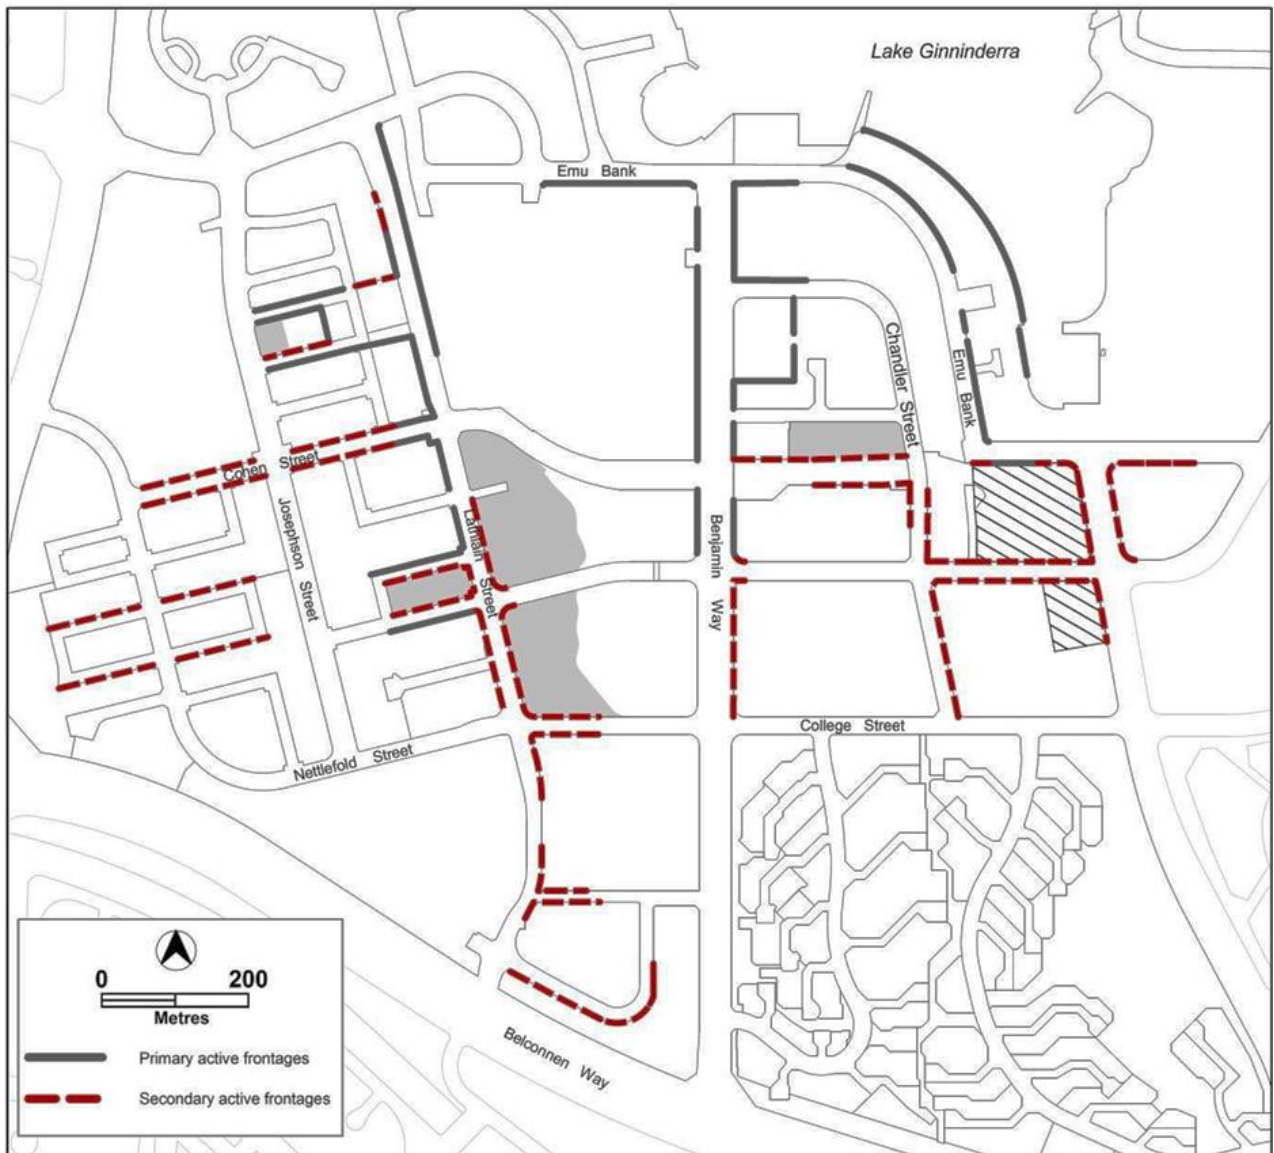 Lake Ginninderra
Emu Bank
Chandler Street
Emu Bank
Cohen Street
Josephson Street
Lathlain Street
Benjamin Way
College Street
Nettlefold Street
Belconnen Way
0 200
Metres
Primary active frontages
Secondary active frontages